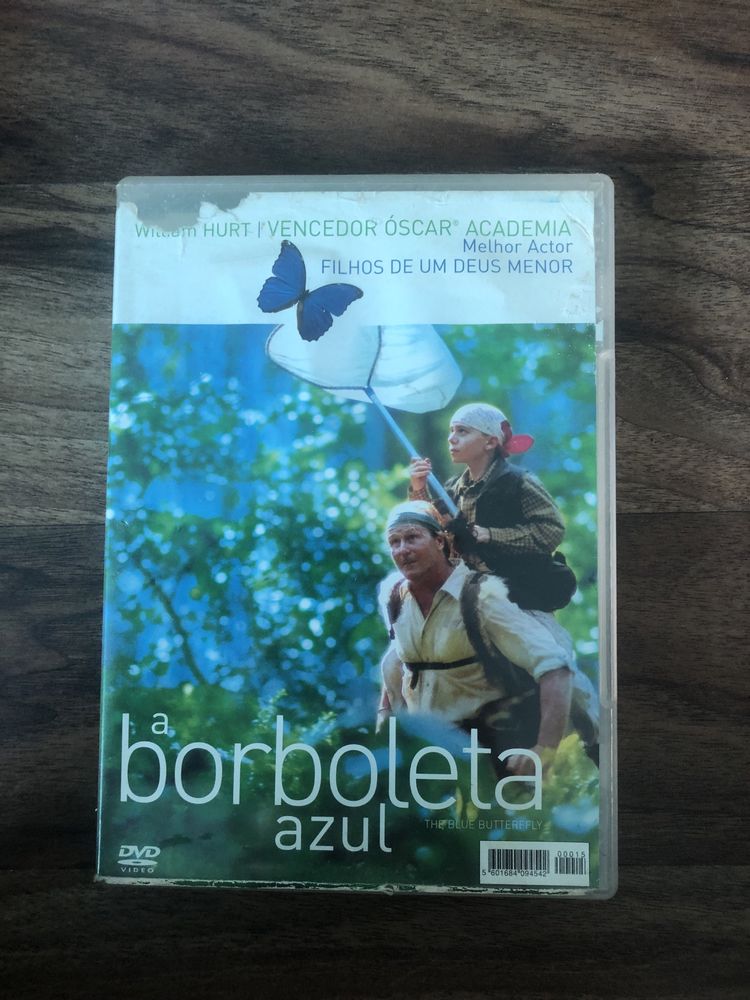 William HURT | VENCEDOR ÓSCAR® ACADEMIA
Melhor Actor
FILHOS DE UM DEUS MENOR
a
borboleta
azul
THE BLUE BUTTERFLY
DVD
VIDEO
00015
5 601684 094542